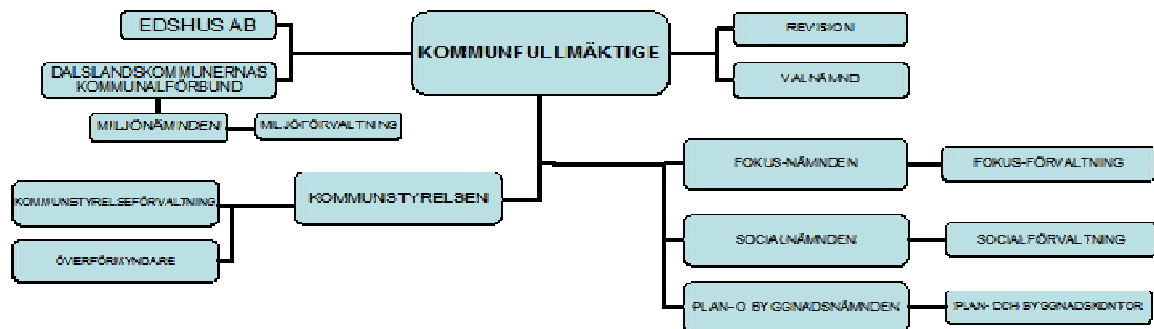 EDSHUS AB
KOMMUNFULLMÄKTIGE
REVISION
VALNÄMND
DALSLANDSKOMMUNERNAS
KOMMUNALFÖRBUND
MILJÖNÄMNDEN
MILJÖFÖRVALTNING
FOKUS-NÄMNDEN
FOKUS-FÖRVALTNING
KOMMUNSTYRELSEFÖRVALTNING
KOMMUNSTYRELSEN
SOCIALNÄMNDEN
SOCIALFÖRVALTNING
ÖVERFÖRMYNDARE
PLAN- O BYGGNADSNÄMNDEN
PLAN- OCH BYGGNADSKONTOR